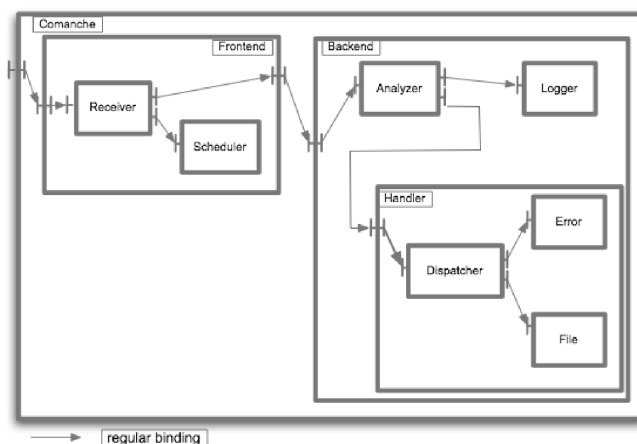 Comanche
Frontend
Backend
Receiver
Scheduler
Analyzer
Logger
Handler
Dispatcher
Error
File
regular binding